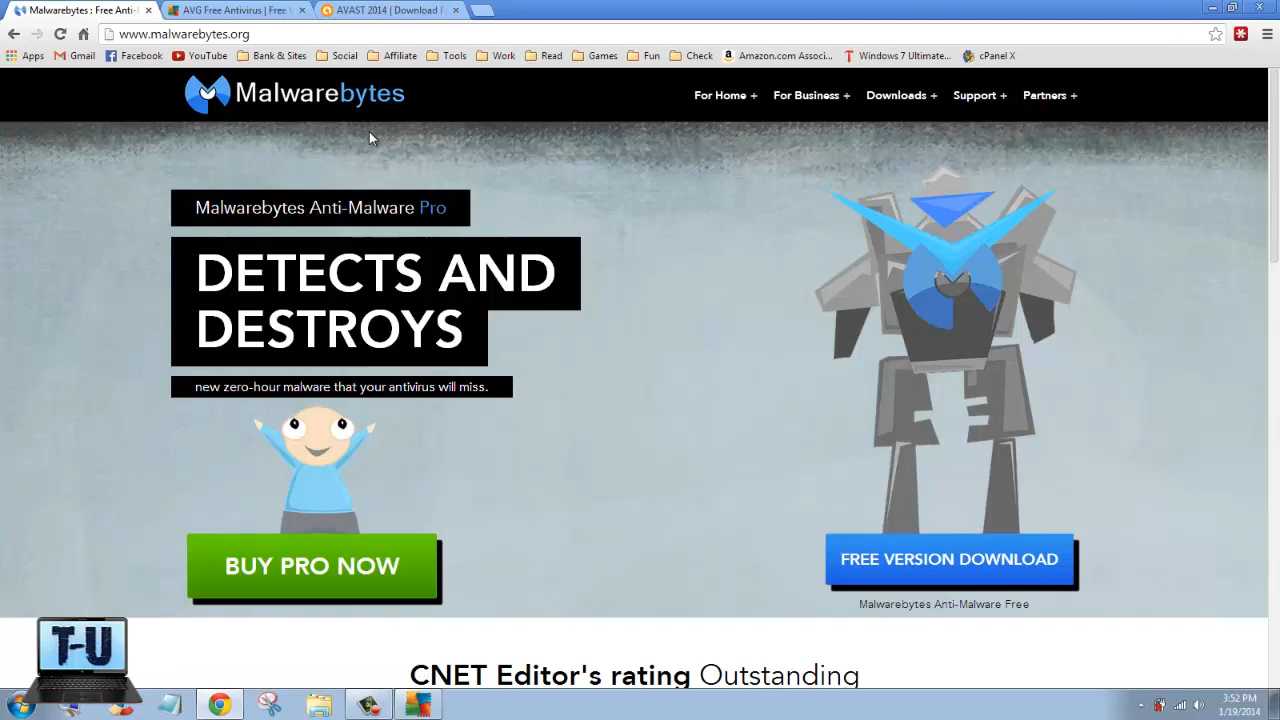 Malwarebytes : Free Anti-
AVG Free Antivirus | Free
AVAST 2014 | Download F
www.malwarebytes.org
Apps
Gmail
Facebook
YouTube
Bank & Sites
Social
Affiliate
Tools
Work
Read
Games
Fun
Check
Amazon.com Associ...
Windows 7 Ultimate...
cPanel X
Malwarebytes
For Home +
For Business +
Downloads +
Support +
Partners +
Malwarebytes Anti-Malware Pro
DETECTS AND
DESTROYS
new zero-hour malware that your antivirus will miss.
BUY PRO NOW
FREE VERSION DOWNLOAD
Malwarebytes Anti-Malware Free
T-U
CNET Editor's rating Outstanding
3:52 PM
1/19/2014